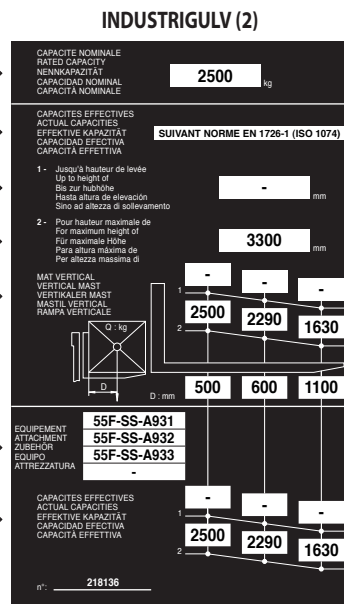 INDUSTRIGULV (2)
CAPACITE NOMINALE
RATED CAPACITY
NENNKAPAZITÄT
CAPACIDAD NOMINAL
CAPACITÀ NOMINALE
2500 kg
CAPACITES EFFECTIVES
ACTUAL CAPACITIES
EFFEKTIVE KAPAZITÄT
CAPACIDAD EFECTIVA
CAPACITÀ EFFETTIVA
SUIVANT NORME EN 1726-1 (ISO 1074)
1 - Jusqu'à hauteur de levée
Up to height of
Bis zur hubhöhe
Hasta altura de elevación
Sino ad altezza di sollevamento
- mm
2 - Pour hauteur maximale de
For maximum height of
Für maximale Höhe
Para altura máxima de
Per altezza massima di
3300 mm
MAT VERTICAL
VERTICAL MAST
VERTIKALER MAST
MASTIL VERTICAL
RAMPA VERTICALE
1 - - -
2 2500 2290 1630
Q : kg
D
D : mm 500 600 1100
EQUIPEMENT
ATTACHMENT
ZUBEHÖR
EQUIPO
ATTREZZATURA
55F-SS-A931
55F-SS-A932
55F-SS-A933
-
CAPACITES EFFECTIVES
ACTUAL CAPACITIES
EFFEKTIVE KAPAZITÄT
CAPACIDAD EFECTIVA
CAPACITÀ EFFETTIVA
1 - - -
2 2500 2290 1630
n°: 218136